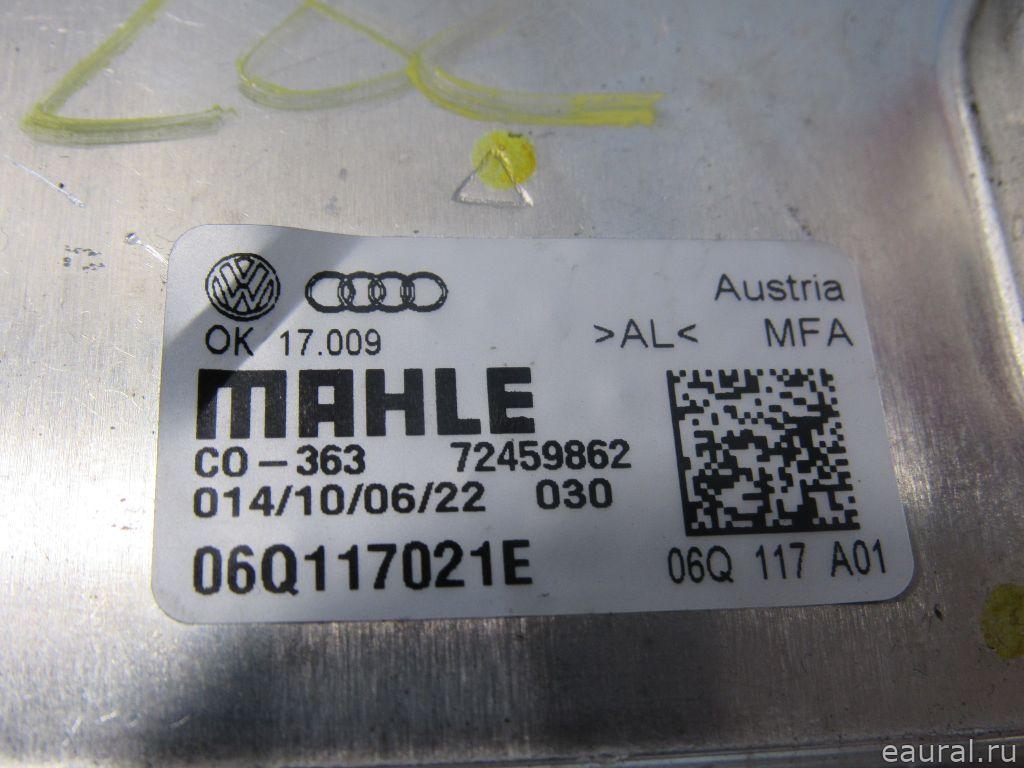 Austria
OK 17.009 >AL< MFA
MAHLE
CO-363 72459862
014/10/06/22 030
06Q117021E 06Q 117 A01
eaural.ru